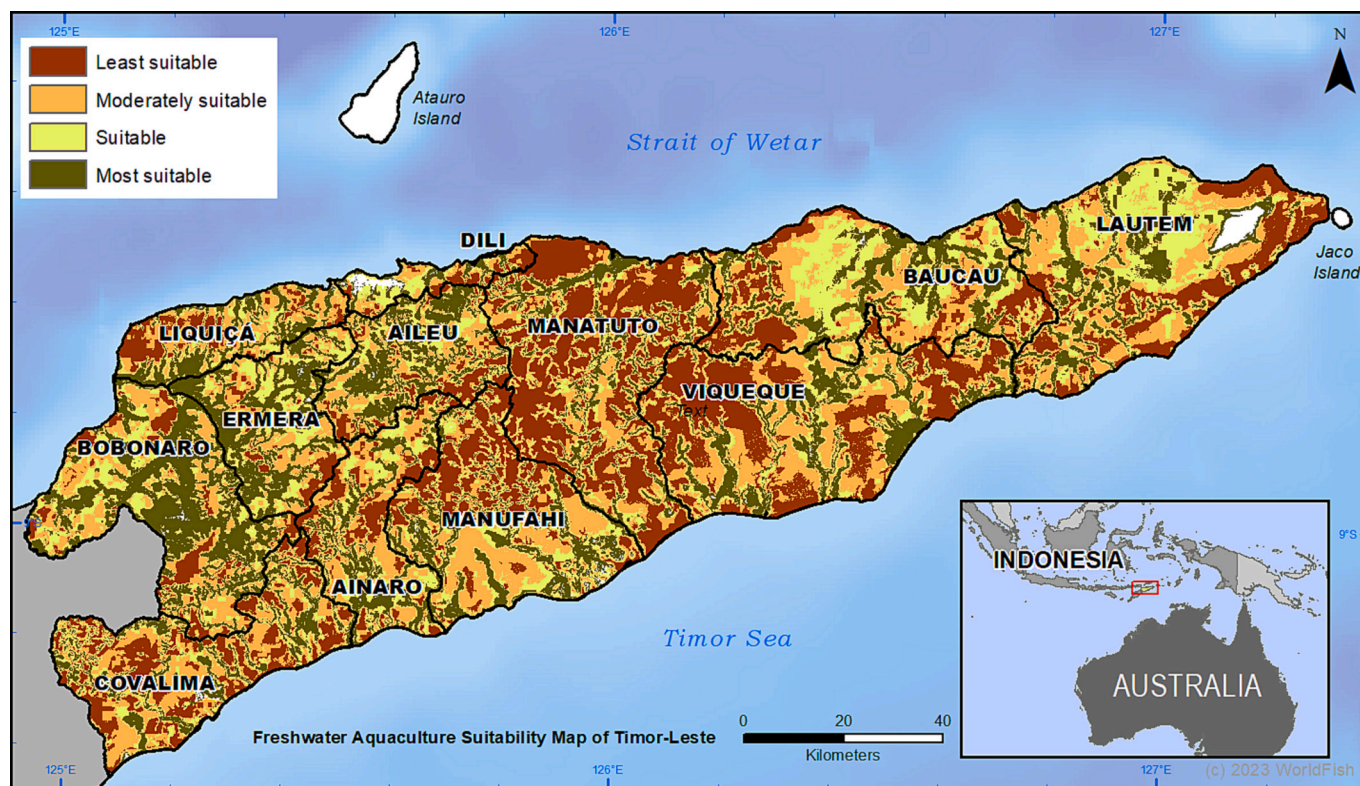 125°E
126°E
127°E
N
Least suitable
Moderately suitable
Suitable
Most suitable
Atauro
Island
Strait of Wetar
LAUTEM
DILI
Jaco
Island
BAUCAU
LIQUIÇÁ
AILEU
MANATUTO
VIQUEQUE
Text
ERMERA
BOBONARO
MANUFAHI
9°S
INDONESIA
AINARO
Timor Sea
COVALIMA
AUSTRALIA
0 20 40
Freshwater Aquaculture Suitability Map of Timor-Leste
Kilometers
125°E
126°E
127°E
(c) 2023 WorldFish